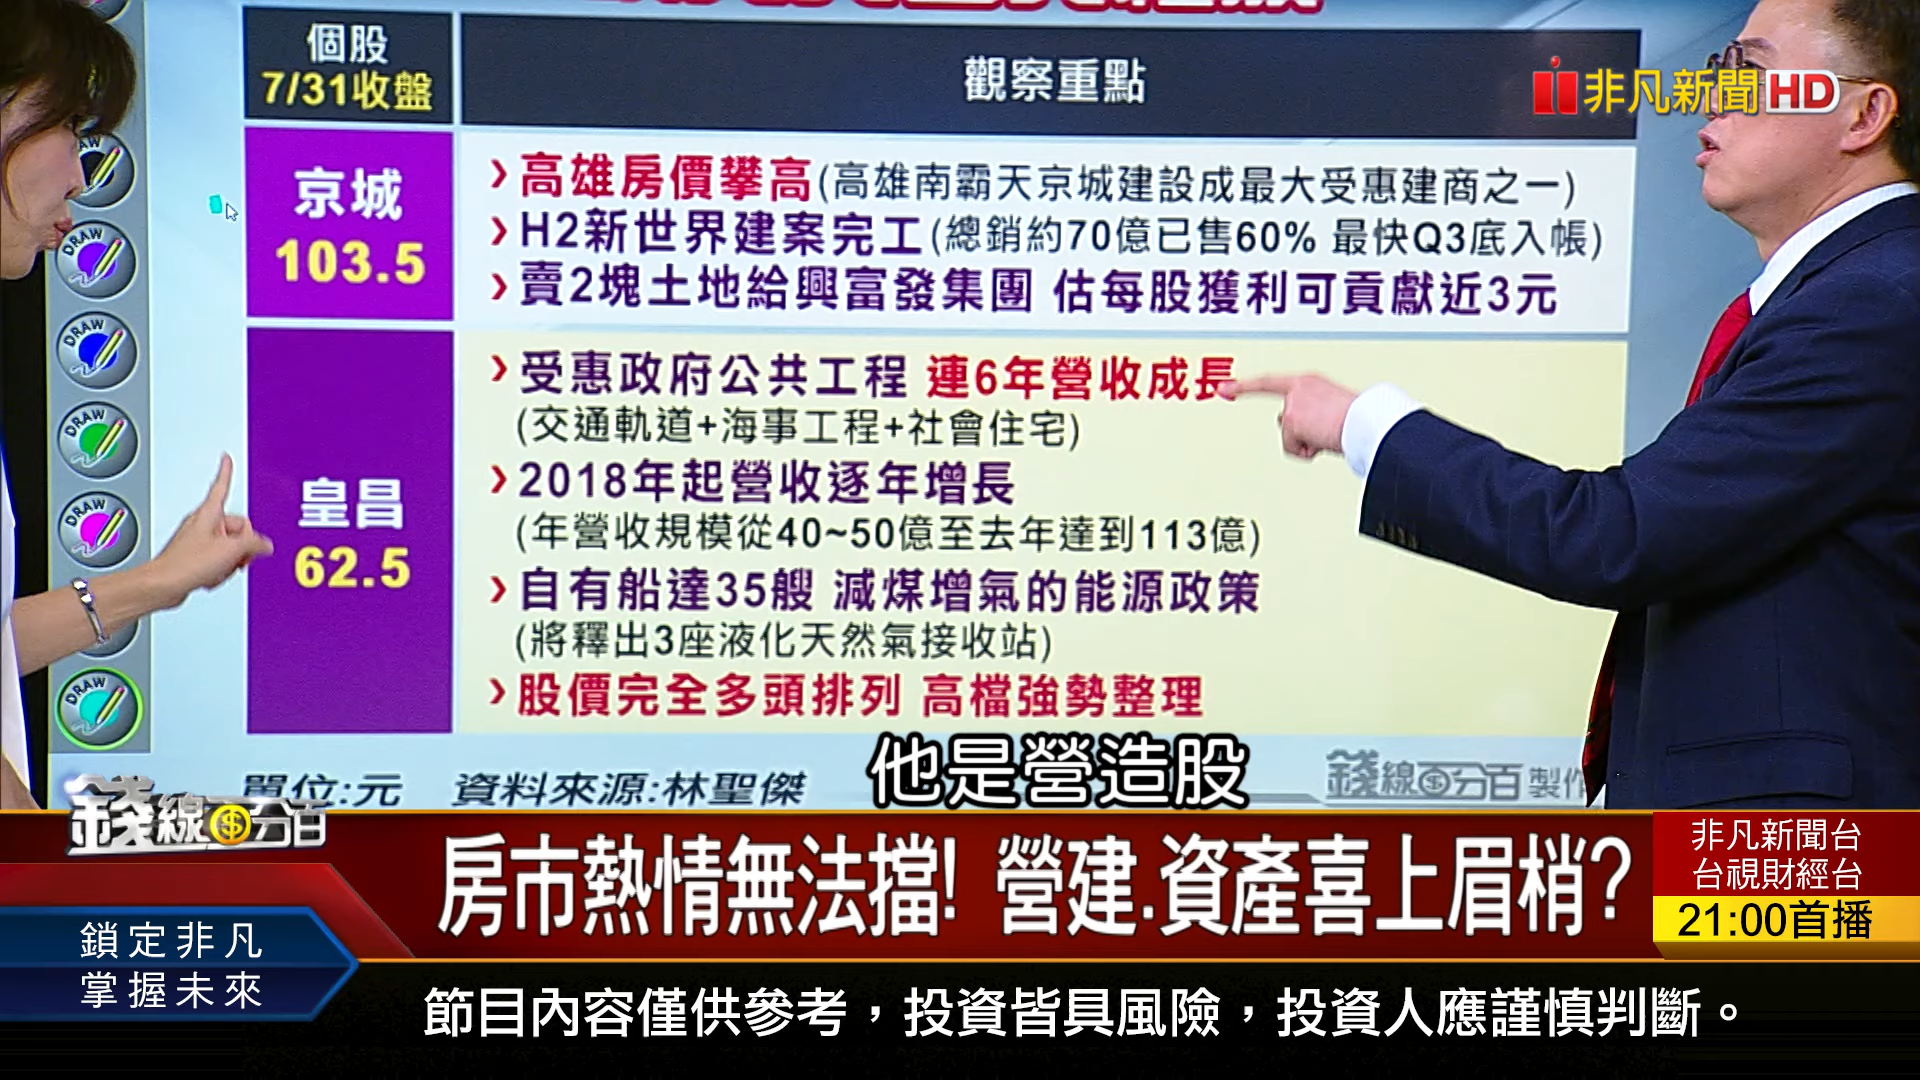 個股
7/31收盤
觀察重點
非凡新聞HD
京城
103.5
›高雄房價攀高(高雄南霸天京城建設成最大受惠建商之一)
›H2新世界建案完工(總銷約70億已售60% 最快Q3底入帳)
›賣2塊土地給興富發集團 估每股獲利可貢獻近3元
皇昌
62.5
›受惠政府公共工程 連6年營收成長
(交通軌道+海事工程+社會住宅)
›2018年起營收逐年增長
(年營收規模從40~50億至去年達到113億)
›自有船達35艘 減煤增氣的能源政策
(將釋出3座液化天然氣接收站)
›股價完全多頭排列 高檔強勢整理
DRAW
DRAW
DRAW
DRAW
DRAW
DRAW
單位:元 資料來源:林聖傑
錢線百分百 製作
他是營造股
錢線百分百
房市熱情無法擋! 營建.資產喜上眉梢?
非凡新聞台
台視財經台
21:00首播
鎖定非凡
掌握未來
節目內容僅供參考，投資皆具風險，投資人應謹慎判斷。